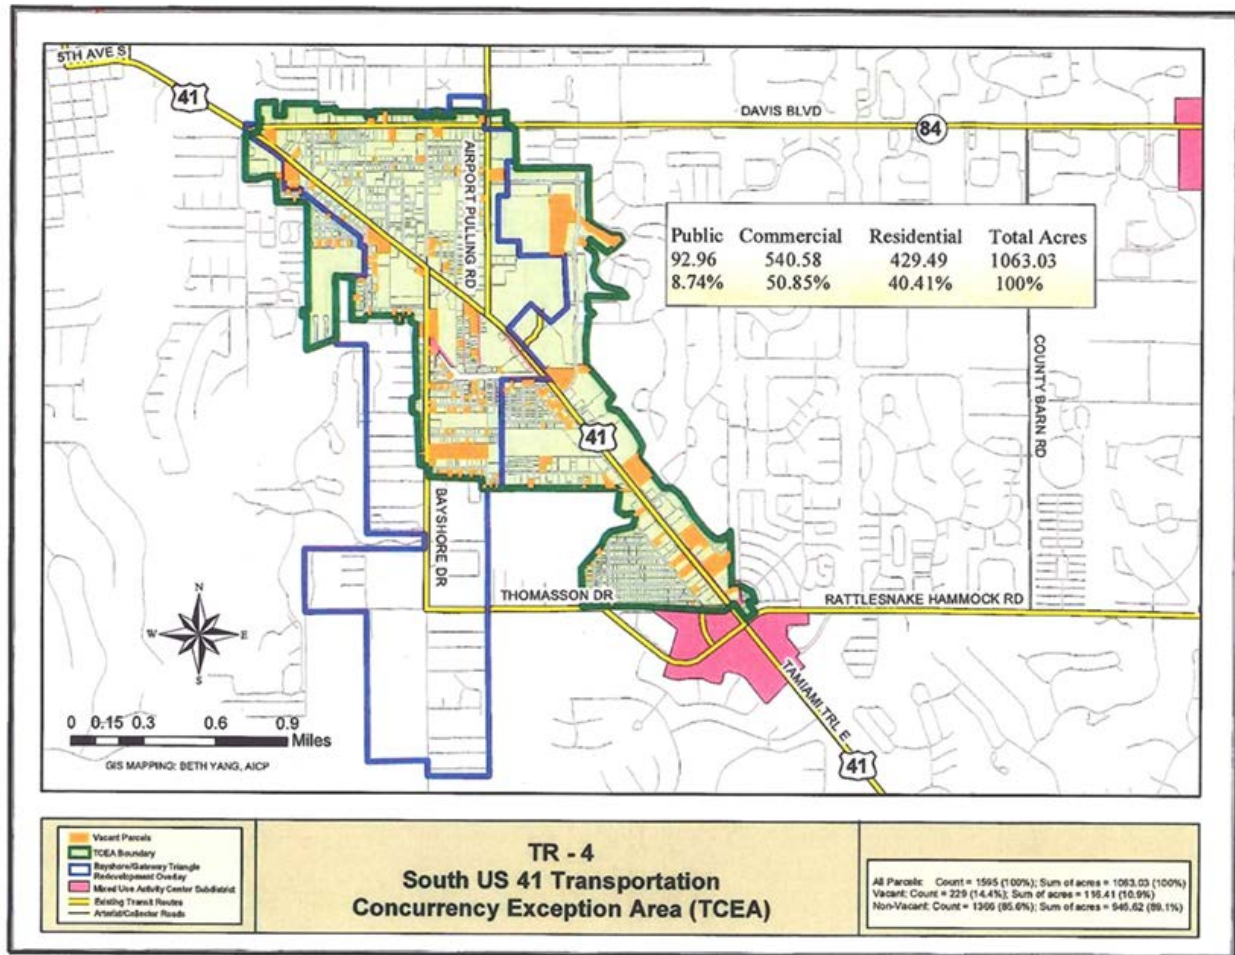 5TH AVE S
41
DAVIS BLVD
84
AIRPORT PULLING RD
Public Commercial Residential Total Acres
92.96 540.58 429.49 1063.03
8.74% 50.85% 40.41% 100%
COUNTY BARN RD
41
BAYSHORE DR
THOMASSON DR
RATTLESNAKE HAMMOCK RD
TAMIAMI TRL E
41
N
W E
S
0 0.15 0.3 0.6 0.9
Miles
GIS MAPPING: BETH YANG, AICP
Vacant Parcels
TCEA Boundary
Bayshore/Gateway Triangle
Redevelopment Overlay
Mixed Use Activity Center Subdistrict
Existing Transit Routes
Arterial/Collector Roads
TR - 4
South US 41 Transportation
Concurrency Exception Area (TCEA)
All Parcels: Count = 1595 (100%); Sum of acres = 1063.03 (100%)
Vacant: Count = 229 (14.4%); Sum of acres = 116.41 (10.9%)
Non-Vacant: Count = 1366 (85.6%); Sum of acres = 946.62 (89.1%)